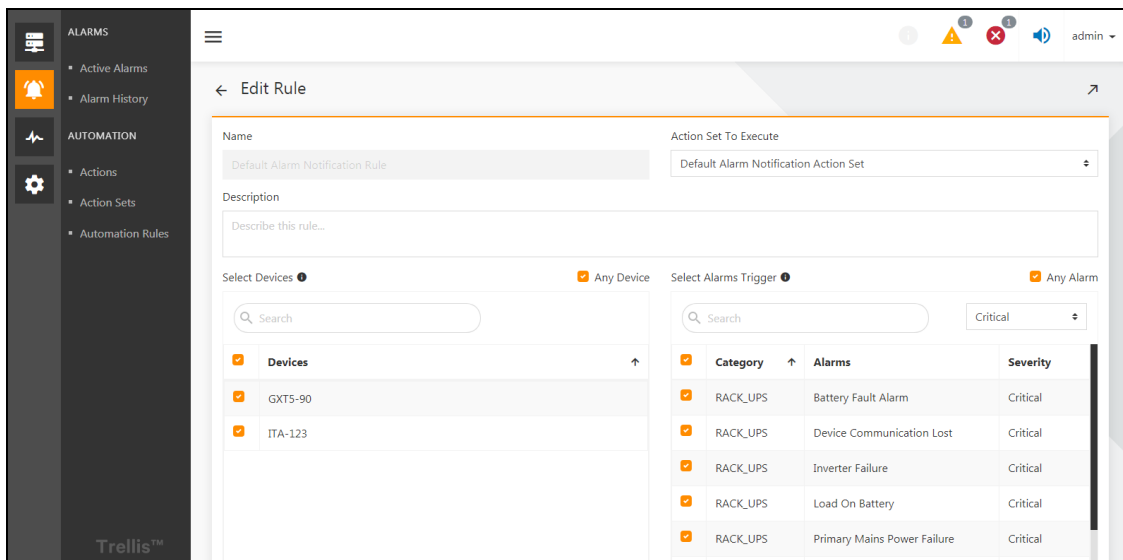 ALARMS
Active Alarms
Alarm History
AUTOMATION
Actions
Action Sets
Automation Rules
Trellis™
1
1
admin
Edit Rule
Name
Default Alarm Notification Rule
Action Set To Execute
Default Alarm Notification Action Set
Description
Describe this rule...
Select Devices
Any Device
Search
Devices
GXT5-90
ITA-123
Select Alarms Trigger
Any Alarm
Search
Critical
Category Alarms Severity
RACK_UPS Battery Fault Alarm Critical
RACK_UPS Device Communication Lost Critical
RACK_UPS Inverter Failure Critical
RACK_UPS Load On Battery Critical
RACK_UPS Primary Mains Power Failure Critical